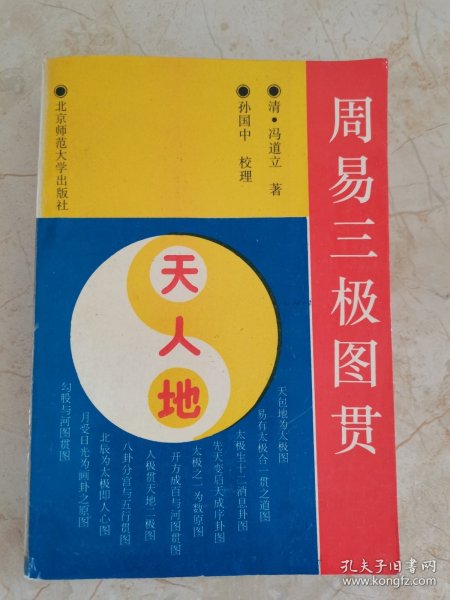 周易三极图贯
●清·冯道立 著
●孙国中 校理
●北京师范大学出版社
天
人
地
天包地为太极图
易有太极合一贯之道图
太极生十二消息卦图
先天变后天成序卦图
太极之一为数原图
开方成百与河图贯图
人极贯天地二极图
八卦分宫与五行贯图
北辰为太极即人心图
月受日光为画卦之原图
勾股与河图贯图
孔夫子旧书网
www.kongfz.com